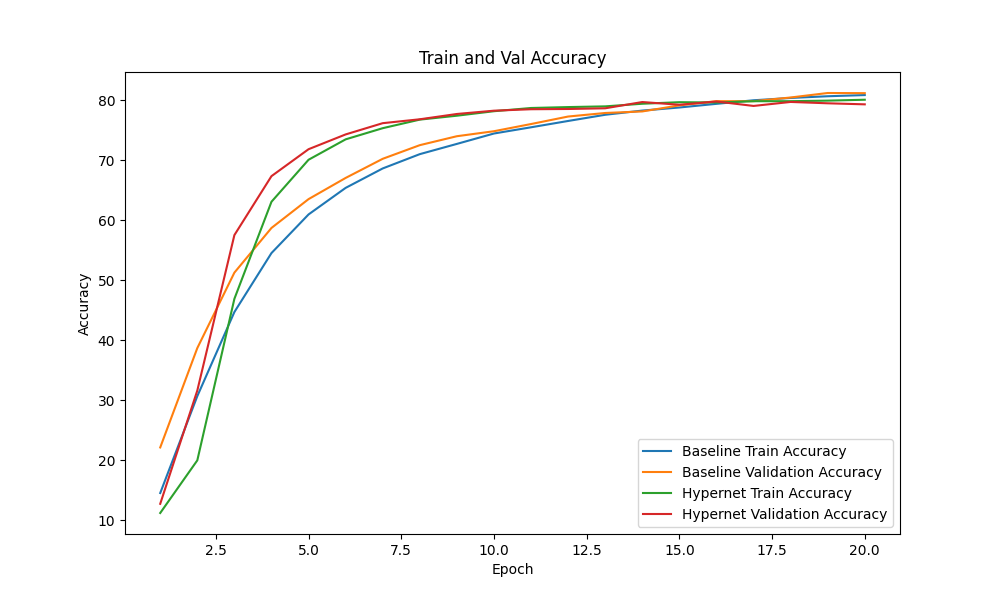 Train and Val Accuracy
Accuracy
80
70
60
50
40
30
20
10
Baseline Train Accuracy
Baseline Validation Accuracy
Hypernet Train Accuracy
Hypernet Validation Accuracy
2.5 5.0 7.5 10.0 12.5 15.0 17.5 20.0
Epoch